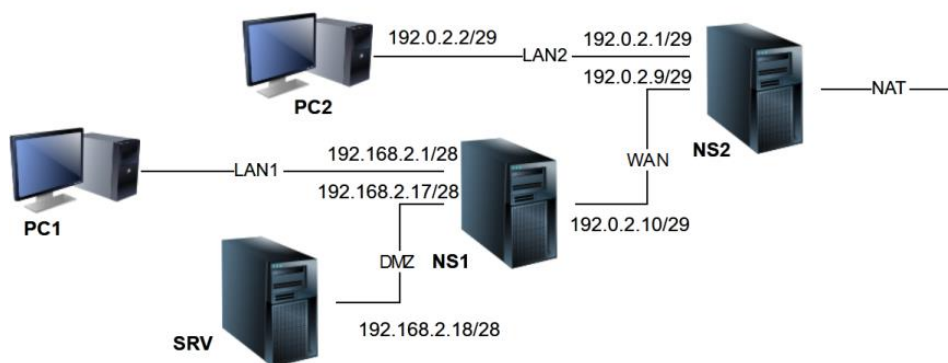 192.0.2.2/29
LAN2
192.0.2.1/29
192.0.2.9/29
NAT
PC2
NS2
WAN
LAN1
192.168.2.1/28
192.168.2.17/28
192.0.2.10/29
PC1
DMZ
NS1
SRV
192.168.2.18/28